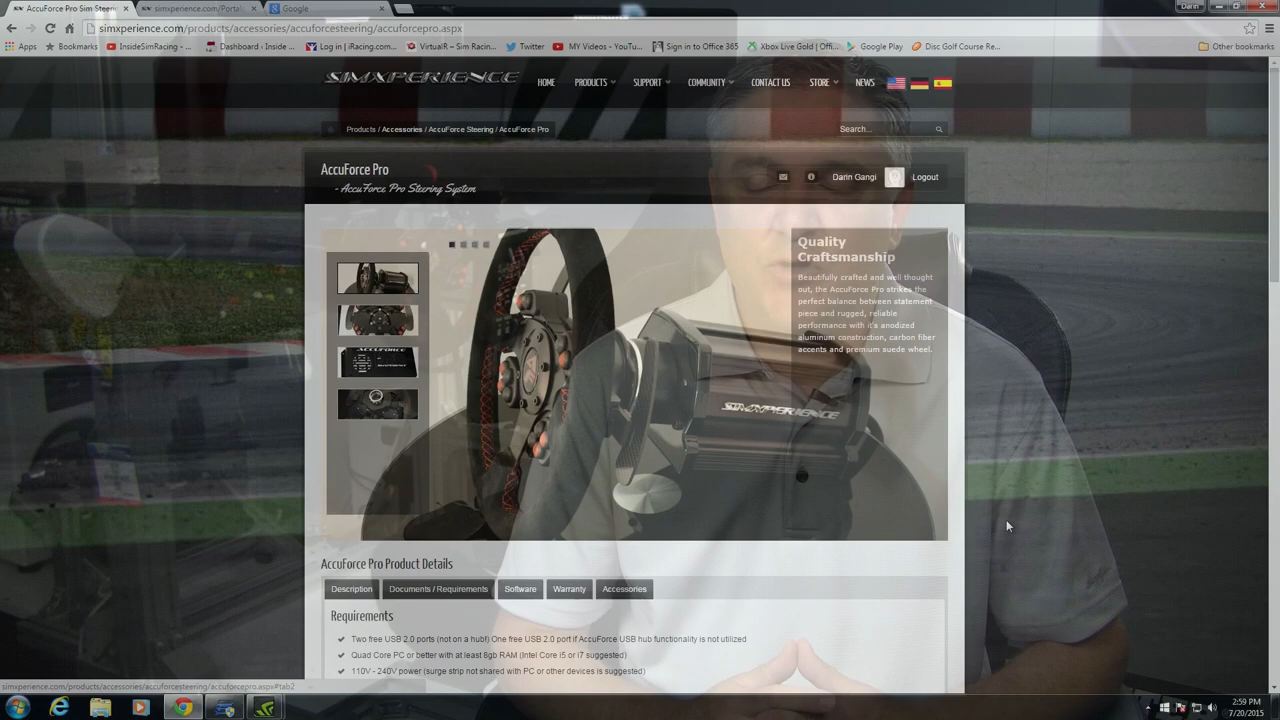 AccuForce Pro Sim Steerin
simxperience.com/Portal
Google
Darin
simxperience.com/products/accessories/accuforcesteering/accuforcepro.aspx
Apps
Bookmarks
InsideSimRacing -...
Dashboard ‹ Inside ...
Log in | iRacing.com...
VirtualR – Sim Racin...
Twitter
MY Videos - YouTu...
Sign in to Office 365
Xbox Live Gold | Offi...
Google Play
Disc Golf Course Re...
Other bookmarks
SIMXPERIENCE
HOME PRODUCTS SUPPORT COMMUNITY CONTACT US STORE NEWS
Products / Accessories / AccuForce Steering / AccuForce Pro
Search...
AccuForce Pro
- AccuForce Pro Steering System
Darin Gangi
Logout
Quality
Craftsmanship
Beautifully crafted and well thought
out, the AccuForce Pro strikes the
perfect balance between statement
piece and rugged, reliable
performance with it's anodized
aluminum construction, carbon fiber
accents and premium suede wheel.
ACCUFORCE
SIMXPERIENCE
AccuForce Pro Product Details
Description Documents / Requirements Software Warranty Accessories
Requirements
Two free USB 2.0 ports (not on a hub!) One free USB 2.0 port if AccuForce USB hub functionality is not utilized
Quad Core PC or better with at least 8gb RAM (Intel Core i5 or i7 suggested)
110V - 240V power (surge strip not shared with PC or other devices is suggested)
simxperience.com/products/accessories/accuforcesteering/accuforcepro.aspx#tab2
2:59 PM
7/20/2015